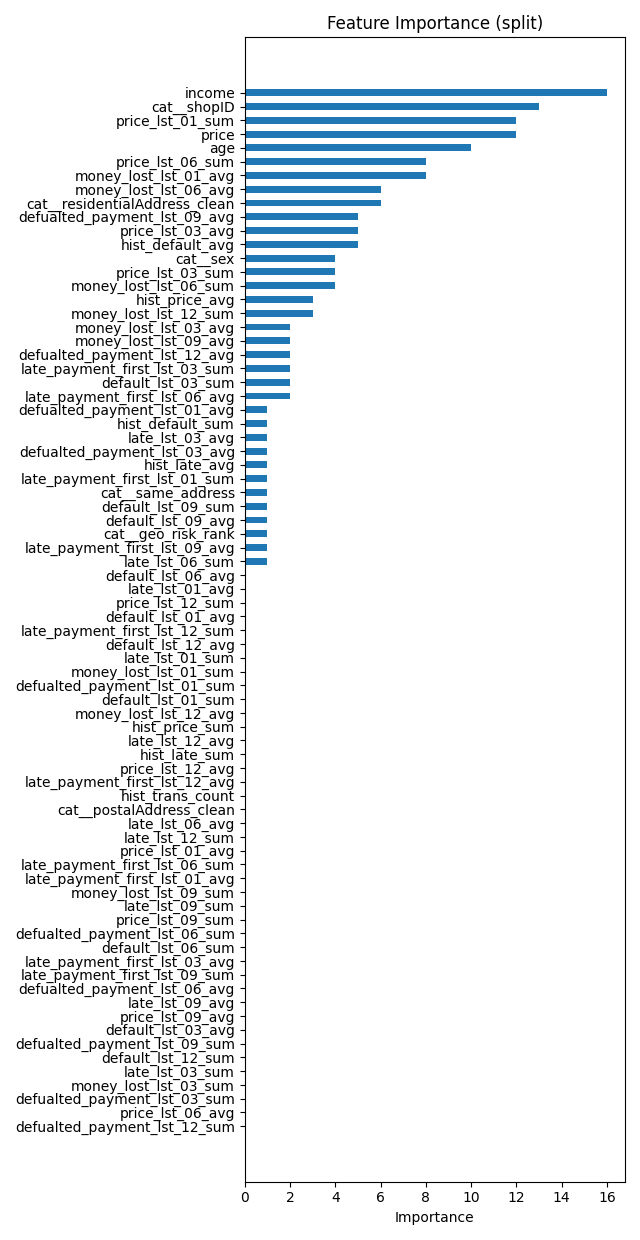 Feature Importance (split)
income
cat__shopID
price_lst_01_sum
price
age
price_lst_06_sum
money_lost_lst_01_avg
money_lost_lst_06_avg
cat__residentialAddress_clean
defualted_payment_lst_09_avg
price_lst_03_avg
hist_default_avg
cat__sex
price_lst_03_sum
money_lost_lst_06_sum
hist_price_avg
money_lost_lst_12_sum
money_lost_lst_03_avg
money_lost_lst_09_avg
defualted_payment_lst_12_avg
late_payment_first_lst_03_sum
default_lst_03_sum
late_payment_first_lst_06_avg
defualted_payment_lst_01_avg
hist_default_sum
late_lst_03_avg
defualted_payment_lst_03_avg
hist_late_avg
late_payment_first_lst_01_sum
cat__same_address
default_lst_09_sum
default_lst_09_avg
cat__geo_risk_rank
late_payment_first_lst_09_avg
late_lst_06_sum
default_lst_06_avg
late_lst_01_avg
price_lst_12_sum
default_lst_01_avg
late_payment_first_lst_12_sum
default_lst_12_avg
late_lst_01_sum
money_lost_lst_01_sum
defualted_payment_lst_01_sum
default_lst_01_sum
money_lost_lst_12_avg
hist_price_sum
late_lst_12_avg
hist_late_sum
price_lst_12_avg
late_payment_first_lst_12_avg
hist_trans_count
cat__postalAddress_clean
late_lst_06_avg
late_lst_12_sum
price_lst_01_avg
late_payment_first_lst_06_sum
late_payment_first_lst_01_avg
money_lost_lst_09_sum
late_lst_09_sum
price_lst_09_sum
defualted_payment_lst_06_sum
default_lst_06_sum
late_payment_first_lst_03_avg
late_payment_first_lst_09_sum
defualted_payment_lst_06_avg
late_lst_09_avg
price_lst_09_avg
default_lst_03_avg
defualted_payment_lst_09_sum
default_lst_12_sum
late_lst_03_sum
money_lost_lst_03_sum
defualted_payment_lst_03_sum
price_lst_06_avg
defualted_payment_lst_12_sum
0 2 4 6 8 10 12 14 16
Importance